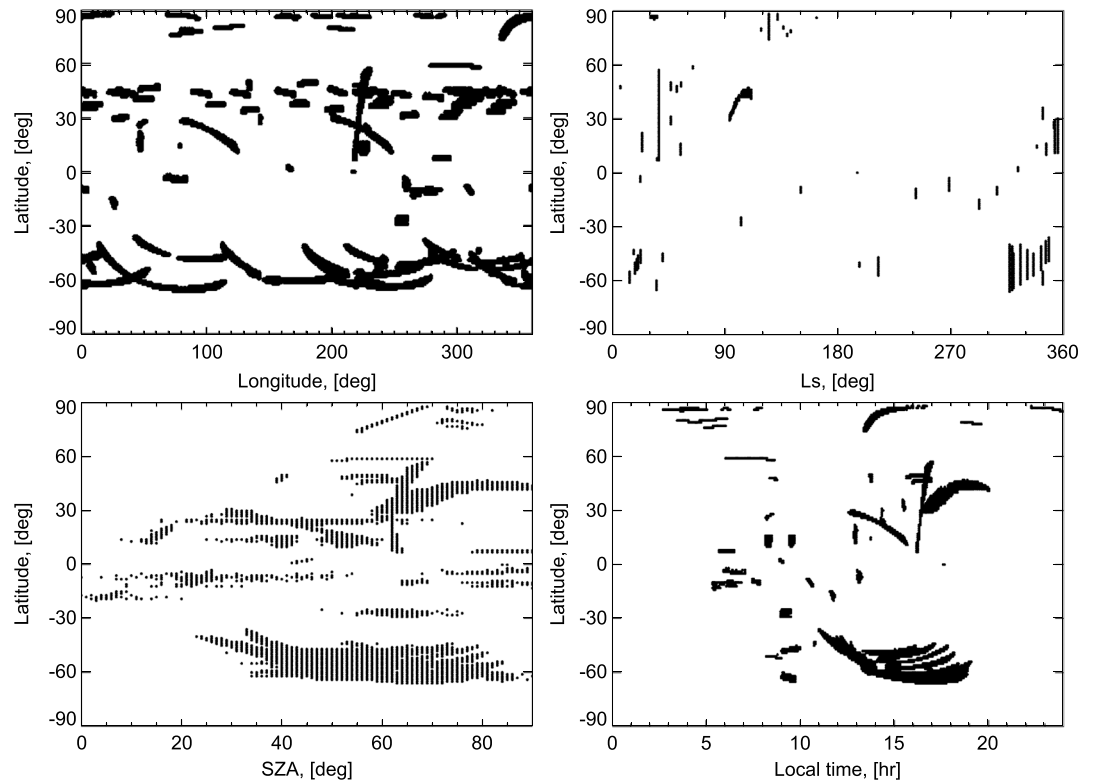 90
60
30
0
-30
-60
-90
Latitude, [deg]
0 100 200 300
Longitude, [deg]
90
60
30
0
-30
-60
-90
Latitude, [deg]
0 90 180 270 360
Ls, [deg]
90
60
30
0
-30
-60
-90
Latitude, [deg]
0 20 40 60 80
SZA, [deg]
90
60
30
0
-30
-60
-90
Latitude, [deg]
0 5 10 15 20
Local time, [hr]